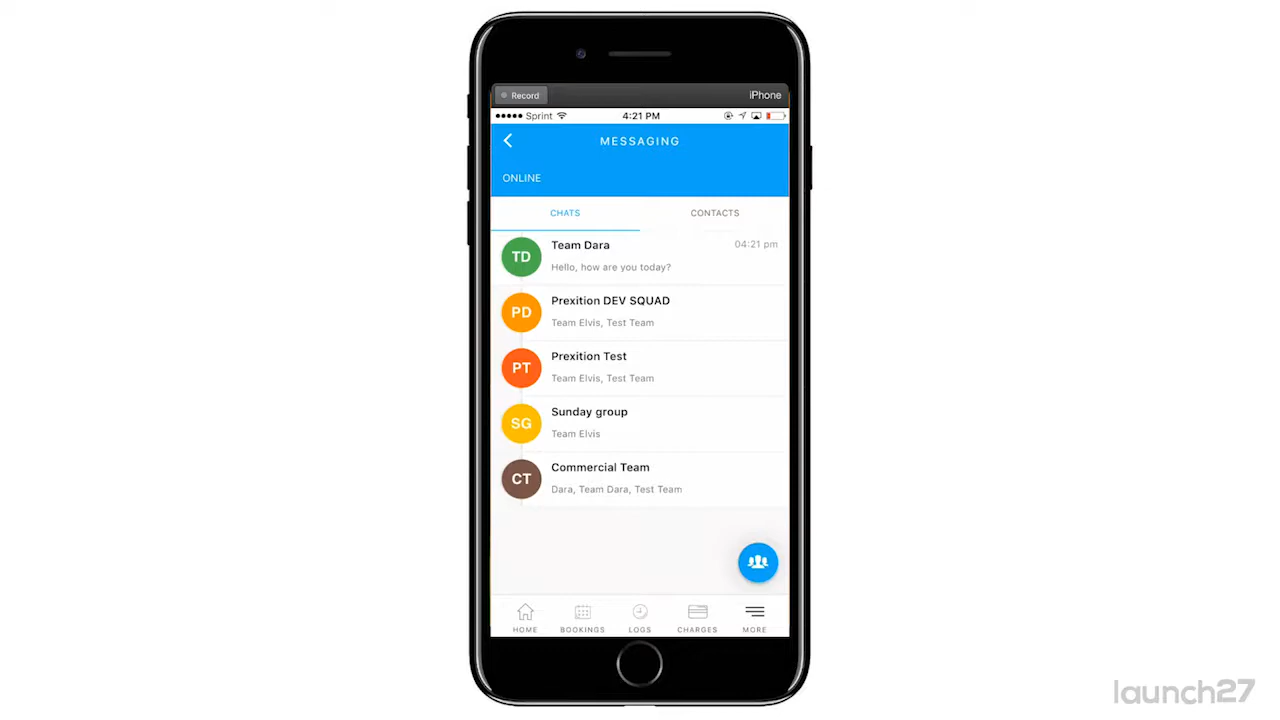 Record
iPhone
Sprint
4:21 PM
MESSAGING
ONLINE
CHATS
CONTACTS
TD
Team Dara
04:21 pm
Hello, how are you today?
PD
Prexition DEV SQUAD
Team Elvis, Test Team
PT
Prexition Test
Team Elvis, Test Team
SG
Sunday group
Team Elvis
CT
Commercial Team
Dara, Team Dara, Test Team
HOME
BOOKINGS
LOGS
CHARGES
MORE
launch27